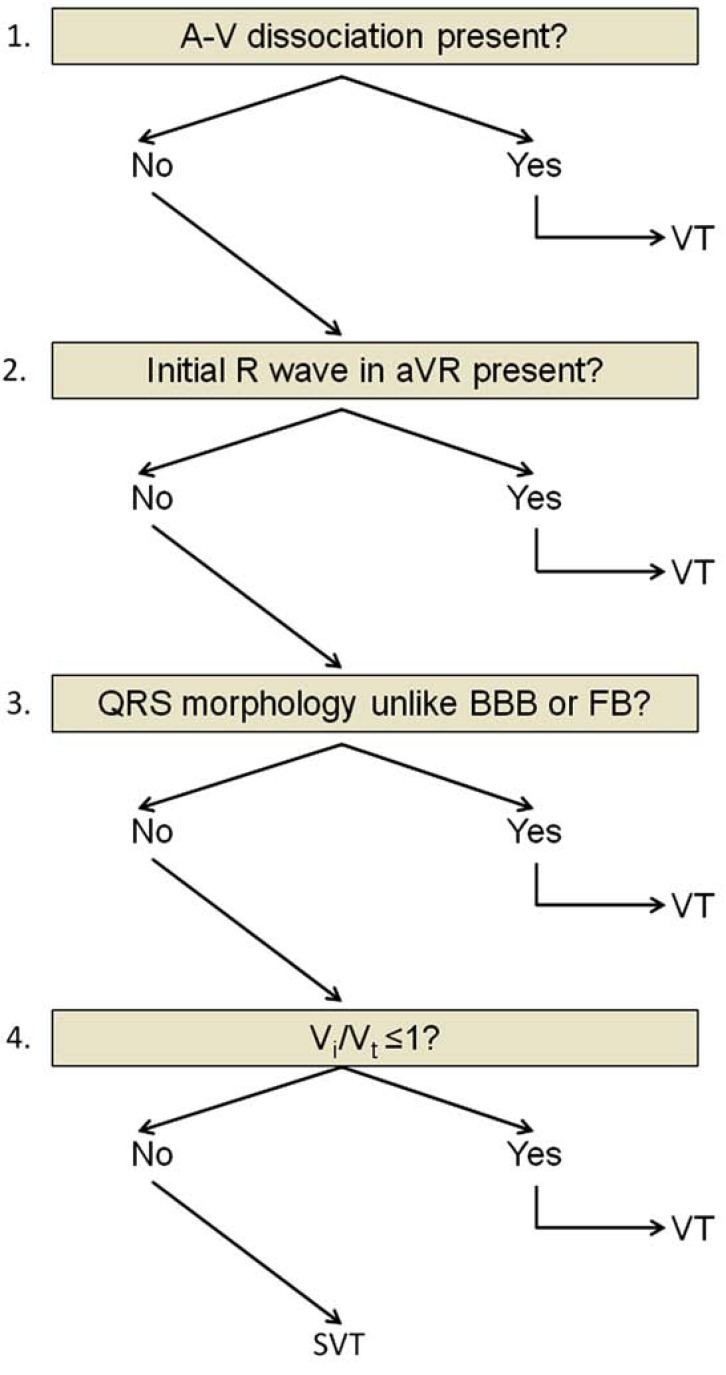 1. A-V dissociation present?
No Yes
VT
2. Initial R wave in aVR present?
No Yes
VT
3. QRS morphology unlike BBB or FB?
No Yes
VT
4. Vi/Vt ≤1?
No Yes
VT
SVT